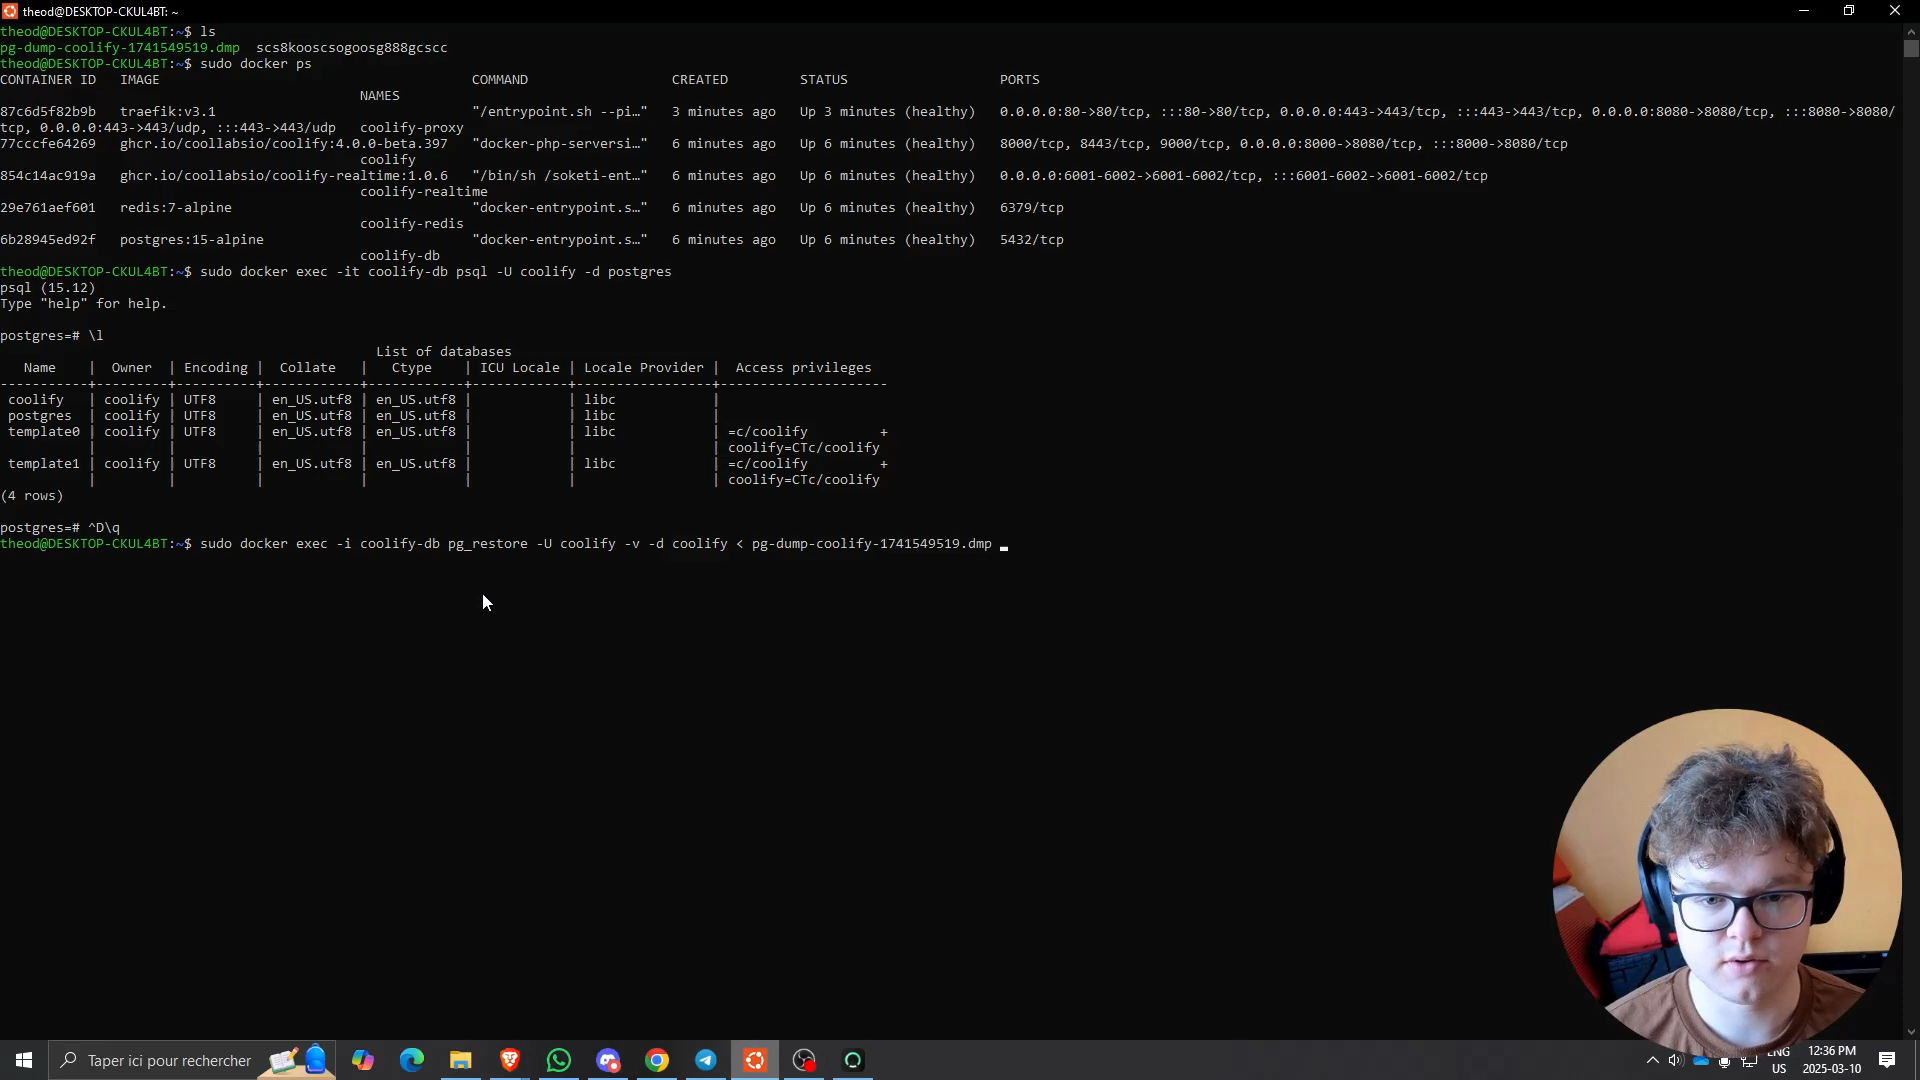 theod@DESKTOP-CKUL4BT: ~
theod@DESKTOP-CKUL4BT:~$ ls
pg-dump-coolify-1741549519.dmp  scs8kooscsogoosg888gcscc
theod@DESKTOP-CKUL4BT:~$ sudo docker ps
CONTAINER ID   IMAGE                                      COMMAND                  CREATED         STATUS                   PORTS
                                             NAMES
87c6d5f82b9b   traefik:v3.1                               "/entrypoint.sh --pi…"   3 minutes ago   Up 3 minutes (healthy)   0.0.0.0:80->80/tcp, :::80->80/tcp, 0.0.0.0:443->443/tcp, :::443->443/tcp, 0.0.0.0:8080->8080/tcp, :::8080->8080/
tcp, 0.0.0.0:443->443/udp, :::443->443/udp   coolify-proxy
77cccfe64269   ghcr.io/coollabsio/coolify:4.0.0-beta.397   "docker-php-serversi…"   6 minutes ago   Up 6 minutes (healthy)   8000/tcp, 8443/tcp, 9000/tcp, 0.0.0.0:8000->8080/tcp, :::8000->8080/tcp
                                             coolify
854c14ac919a   ghcr.io/coollabsio/coolify-realtime:1.0.6   "/bin/sh /soketi-ent…"   6 minutes ago   Up 6 minutes (healthy)   0.0.0.0:6001-6002->6001-6002/tcp, :::6001-6002->6001-6002/tcp
                                             coolify-realtime
29e761aef601   redis:7-alpine                             "docker-entrypoint.s…"   6 minutes ago   Up 6 minutes (healthy)   6379/tcp
                                             coolify-redis
6b28945ed92f   postgres:15-alpine                         "docker-entrypoint.s…"   6 minutes ago   Up 6 minutes (healthy)   5432/tcp
                                             coolify-db
theod@DESKTOP-CKUL4BT:~$ sudo docker exec -it coolify-db psql -U coolify -d postgres
psql (15.12)
Type "help" for help.
postgres=# \l
                                               List of databases
   Name    |  Owner  | Encoding |  Collate   |   Ctype    | ICU Locale | Locale Provider |  Access privileges
-----------+---------+----------+------------+------------+------------+-----------------+---------------------
 coolify   | coolify | UTF8     | en_US.utf8 | en_US.utf8 |            | libc            |
 postgres  | coolify | UTF8     | en_US.utf8 | en_US.utf8 |            | libc            |
 template0 | coolify | UTF8     | en_US.utf8 | en_US.utf8 |            | libc            | =c/coolify         +
           |         |          |            |            |            |                 | coolify=CTc/coolify
 template1 | coolify | UTF8     | en_US.utf8 | en_US.utf8 |            | libc            | =c/coolify         +
           |         |          |            |            |            |                 | coolify=CTc/coolify
(4 rows)
postgres=# ^D\q
theod@DESKTOP-CKUL4BT:~$ sudo docker exec -i coolify-db pg_restore -U coolify -v -d coolify < pg-dump-coolify-1741549519.dmp
Taper ici pour rechercher
ENG
US
12:36 PM
2025-03-10